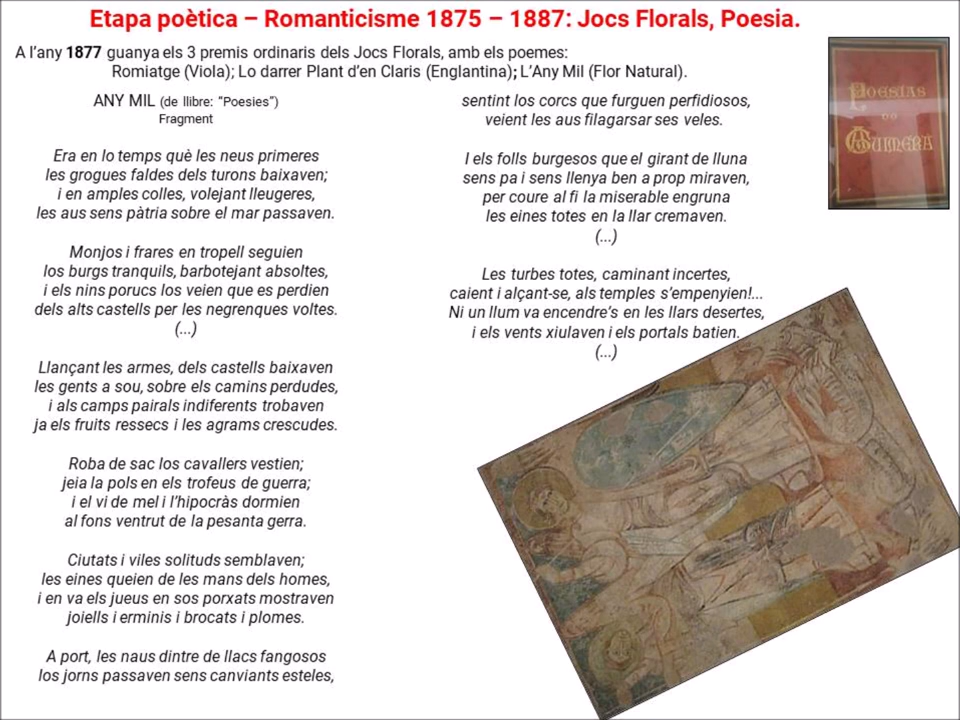 Etapa poètica – Romanticisme 1875 – 1887: Jocs Florals, Poesia.
A l’any 1877 guanya els 3 premis ordinaris dels Jocs Florals, amb els poemes:
Romiatge (Viola); Lo darrer Plant d’en Claris (Englantina); L’Any Mil (Flor Natural).
ANY MIL (de llibre: “Poesies”)
Fragment
Era en lo temps què les neus primeres
les grogues faldes dels turons baixaven;
i en amples colles, volejant lleugeres,
les aus sens pàtria sobre el mar passaven.
Monjos i frares en tropell seguien
los burgs tranquils, barbotejant absoltes,
i els nins porucs los veien que es perdien
dels alts castells per les negrenques voltes.
(...)
Llançant les armes, dels castells baixaven
les gents a sou, sobre els camins perdudes,
i als camps pairals indiferents trobaven
ja els fruits ressecs i les agrams crescudes.
Roba de sac los cavallers vestien;
jeia la pols en els trofeus de guerra;
i el vi de mel i l’hipocràs dormien
al fons ventrut de la pesanta gerra.
Ciutats i viles solituds semblaven;
les eines queien de les mans dels homes,
i en va els jueus en sos porxats mostraven
joiells i erminis i brocats i plomes.
A port, les naus dintre de llacs fangosos
los jorns passaven sens canviants esteles,
sentint los corcs que furguen perfidiosos,
veient les aus filagarsar ses veles.
I els folls burgesos que el girant de lluna
sens pa i sens llenya ben a prop miraven,
per coure al fi la miserable engruna
les eines totes en la llar cremaven.
(...)
Les turbes totes, caminant incertes,
caient i alçant-se, als temples s’empenyien!...
Ni un llum va encendre’s en les llars desertes,
i els vents xiulaven i els portals batien.
(...)
POESIAS
DE
GUIMERÁ